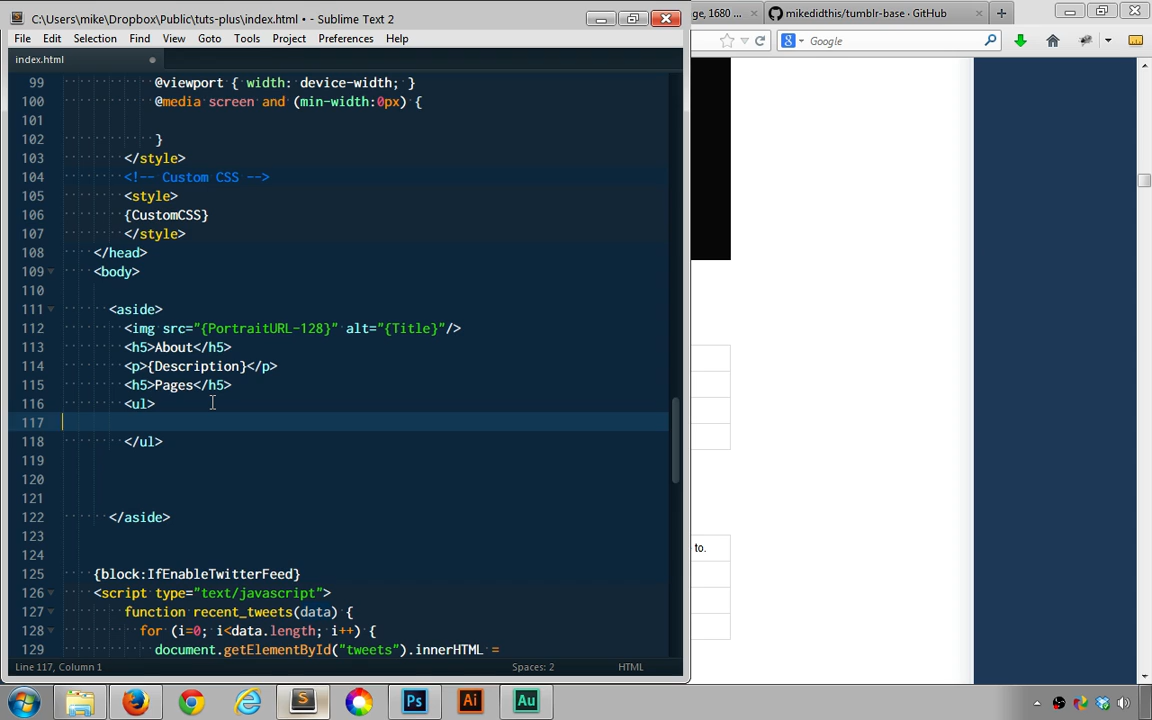 C:\Users\mike\Dropbox\Public\tuts-plus\index.html • - Sublime Text 2
ge, 1680 ...
mikedidthis/tumblr-base · GitHub
File Edit Selection Find View Goto Tools Project Preferences Help
Google
index.html
99 @viewport { width: device-width; }
100 @media screen and (min-width:0px) {
101
102 }
103 </style>
104 <!-- Custom CSS -->
105 <style>
106 {CustomCSS}
107 </style>
108 </head>
109 <body>
110
111 <aside>
112 <img src="{PortraitURL-128}" alt="{Title}"/>
113 <h5>About</h5>
114 <p>{Description}</p>
115 <h5>Pages</h5>
116 <ul>
117
118 </ul>
119
120
121
122 </aside>
123
124
125 {block:IfEnableTwitterFeed}
126 <script type="text/javascript">
127 function recent_tweets(data) {
128 for (i=0; i<data.length; i++) {
129 document.getElementById("tweets").innerHTML =
to.
Line 117, Column 1
Spaces: 2
HTML
Ps
Ai
Au